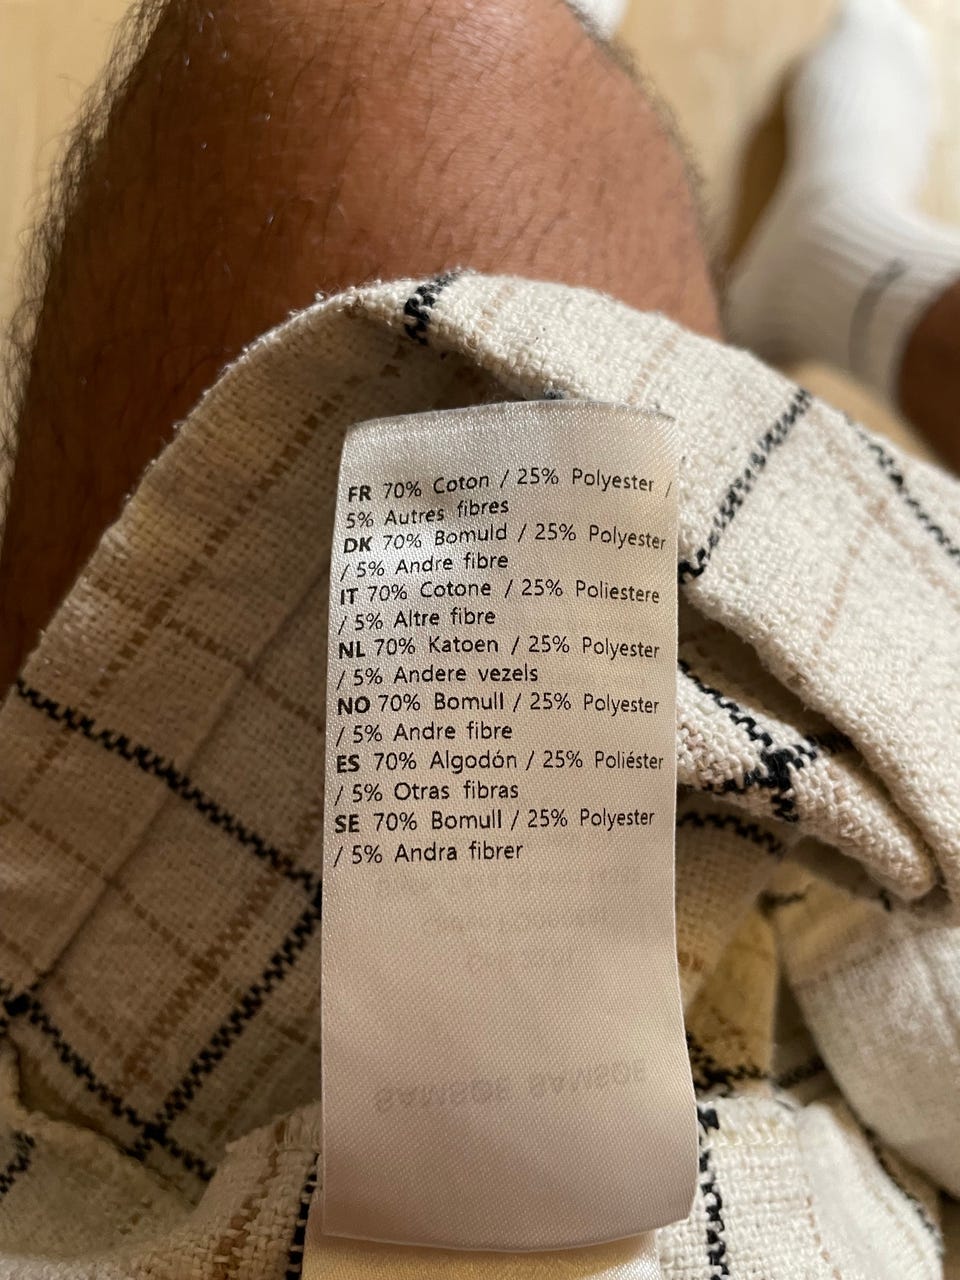 FR 70% Coton / 25% Polyester /
5% Autres fibres
DK 70% Bomuld / 25% Polyester
/ 5% Andre fibre
IT 70% Cotone / 25% Poliestere
/ 5% Altre fibre
NL 70% Katoen / 25% Polyester
/ 5% Andere vezels
NO 70% Bomull / 25% Polyester
/ 5% Andre fibre
ES 70% Algodón / 25% Poliéster
/ 5% Otras fibras
SE 70% Bomull / 25% Polyester
/ 5% Andra fibrer
SAMSOE SAMSOE